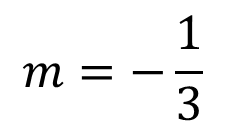 m = −1/3